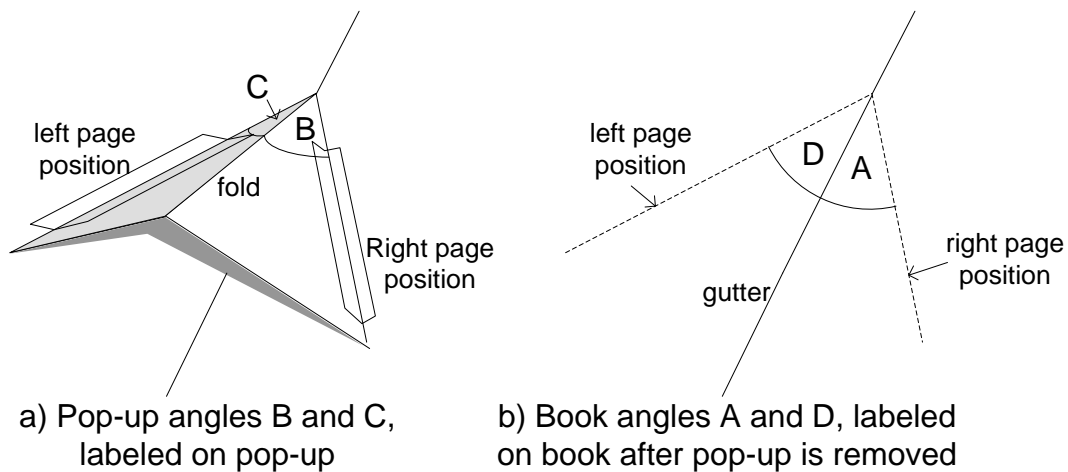 C
B
left page
position
fold
Right page
position
a) Pop-up angles B and C,
labeled on pop-up
left page
position
D
A
right page
position
gutter
b) Book angles A and D, labeled
on book after pop-up is removed